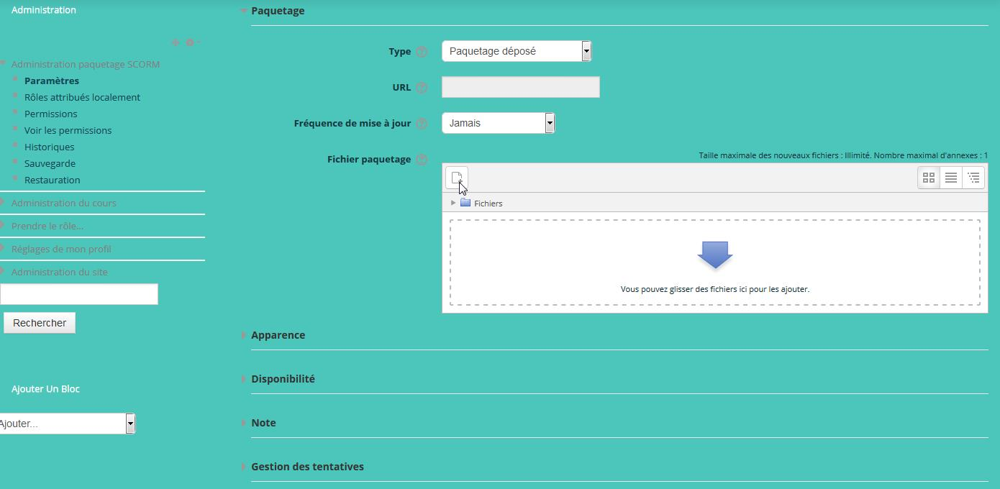 Administration
Administration paquetage SCORM
Paramètres
Rôles attribués localement
Permissions
Voir les permissions
Historiques
Sauvegarde
Restauration
Administration du cours
Prendre le rôle...
Réglages de mon profil
Administration du site
Rechercher
Ajouter Un Bloc
Ajouter...
Paquetage
Type
Paquetage déposé
URL
Fréquence de mise à jour
Jamais
Fichier paquetage
Taille maximale des nouveaux fichiers : Illimité. Nombre maximal d'annexes : 1
Fichiers
Vous pouvez glisser des fichiers ici pour les ajouter.
Apparence
Disponibilité
Note
Gestion des tentatives